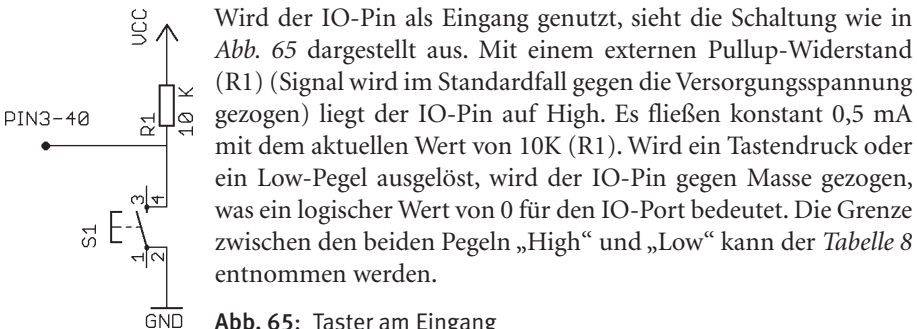 VCC
R1
10 K
PIN3-40
3
4
S1
1
2
GND
Wird der IO-Pin als Eingang genutzt, sieht die Schaltung wie in
Abb. 65 dargestellt aus. Mit einem externen Pullup-Widerstand
(R1) (Signal wird im Standardfall gegen die Versorgungsspannung
gezogen) liegt der IO-Pin auf High. Es fließen konstant 0,5 mA
mit dem aktuellen Wert von 10K (R1). Wird ein Tastendruck oder
ein Low-Pegel ausgelöst, wird der IO-Pin gegen Masse gezogen,
was ein logischer Wert von 0 für den IO-Port bedeutet. Die Grenze
zwischen den beiden Pegeln „High“ und „Low“ kann der Tabelle 8
entnommen werden.
Abb. 65: Taster am Eingang